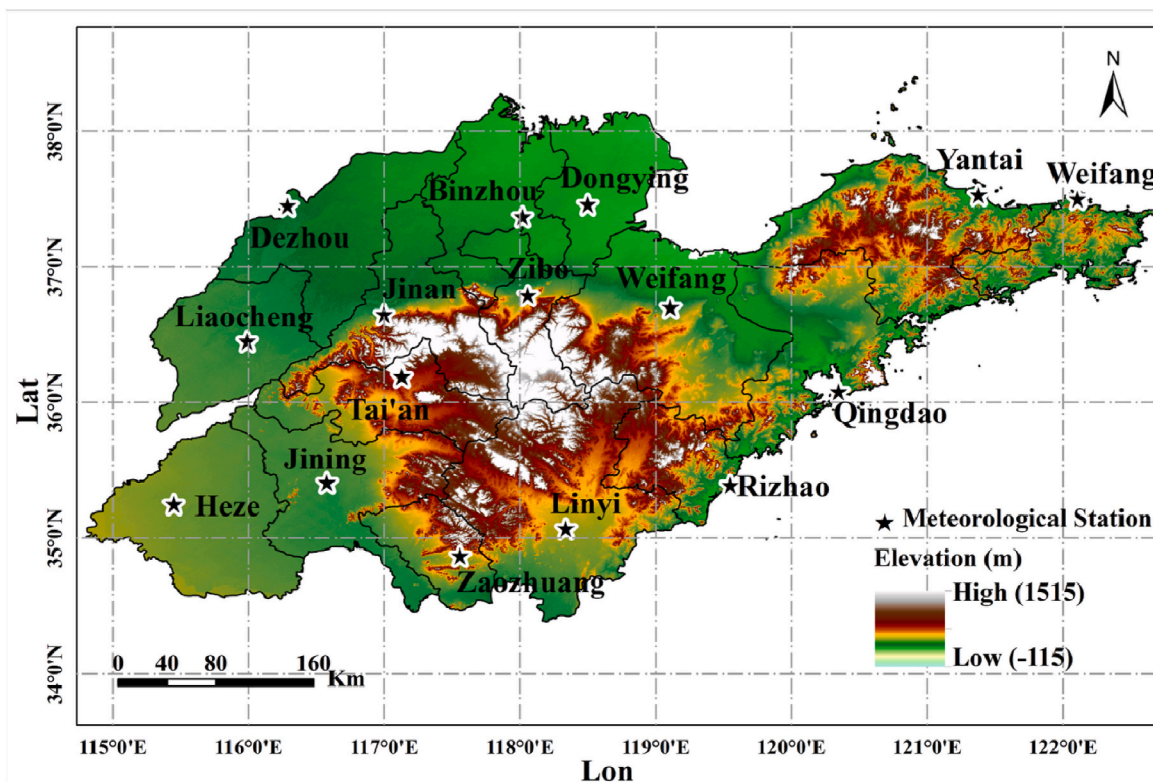 N
38°0'N
37°0'N
36°0'N
35°0'N
34°0'N
Lat
Yantai
Weifang
Binzhou
Dongying
Dezhou
Zibo
Weifang
Jinan
Liaocheng
Tai'an
Qingdao
Jining
Heze
Linyi
Rizhao
Zaozhuang
Meteorological Station
Elevation (m)
High (1515)
Low (-115)
0 40 80 160
Km
115°0'E 116°0'E 117°0'E 118°0'E 119°0'E 120°0'E 121°0'E 122°0'E
Lon